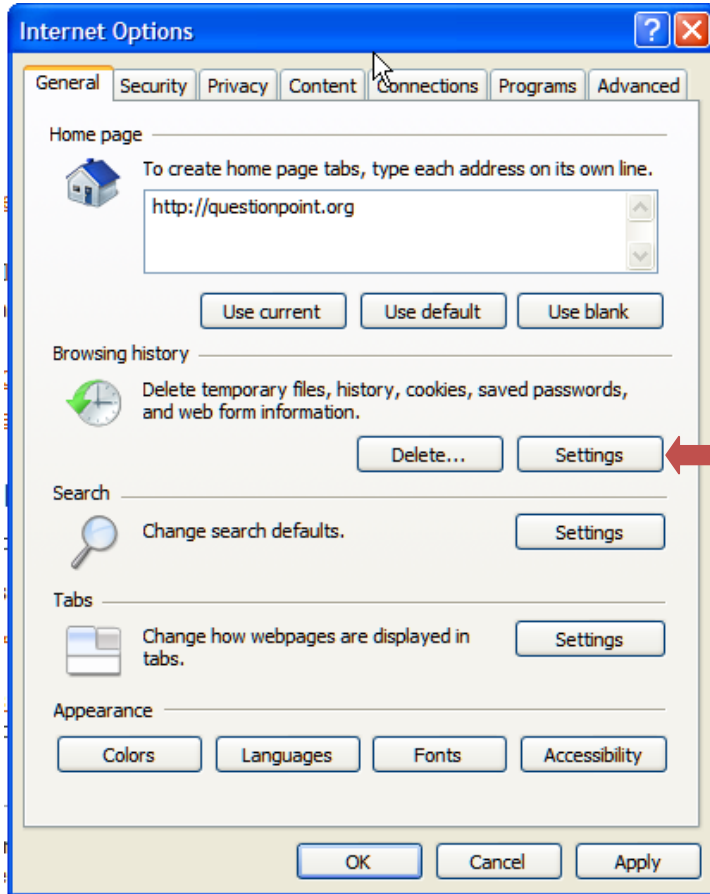 Internet Options
General Security Privacy Content Connections Programs Advanced
Home page
To create home page tabs, type each address on its own line.
http://questionpoint.org
Use current Use default Use blank
Browsing history
Delete temporary files, history, cookies, saved passwords,
and web form information.
Delete... Settings
Search
Change search defaults.
Settings
Tabs
Change how webpages are displayed in
tabs.
Settings
Appearance
Colors Languages Fonts Accessibility
OK Cancel Apply